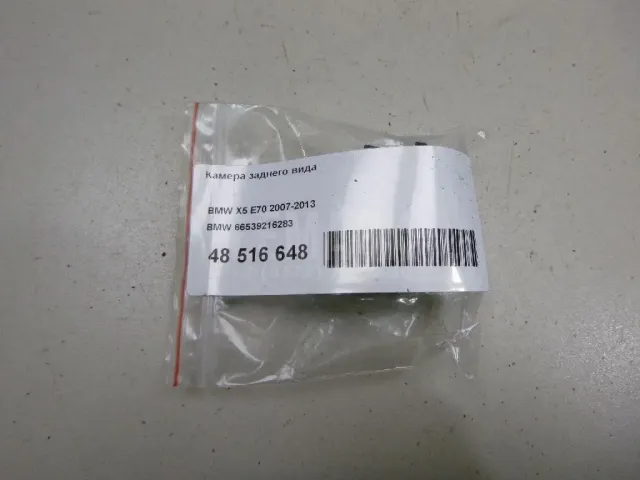 Камера заднего вида
BMW X5 E70 2007-2013
BMW 66539216283
48 516 648